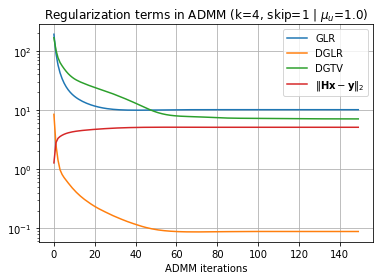 Regularization terms in ADMM (k=4, skip=1 | μ_u=1.0)
GLR
DGLR
DGTV
‖Hx − y‖₂
10²
10¹
10⁰
10⁻¹
0 20 40 60 80 100 120 140
ADMM iterations